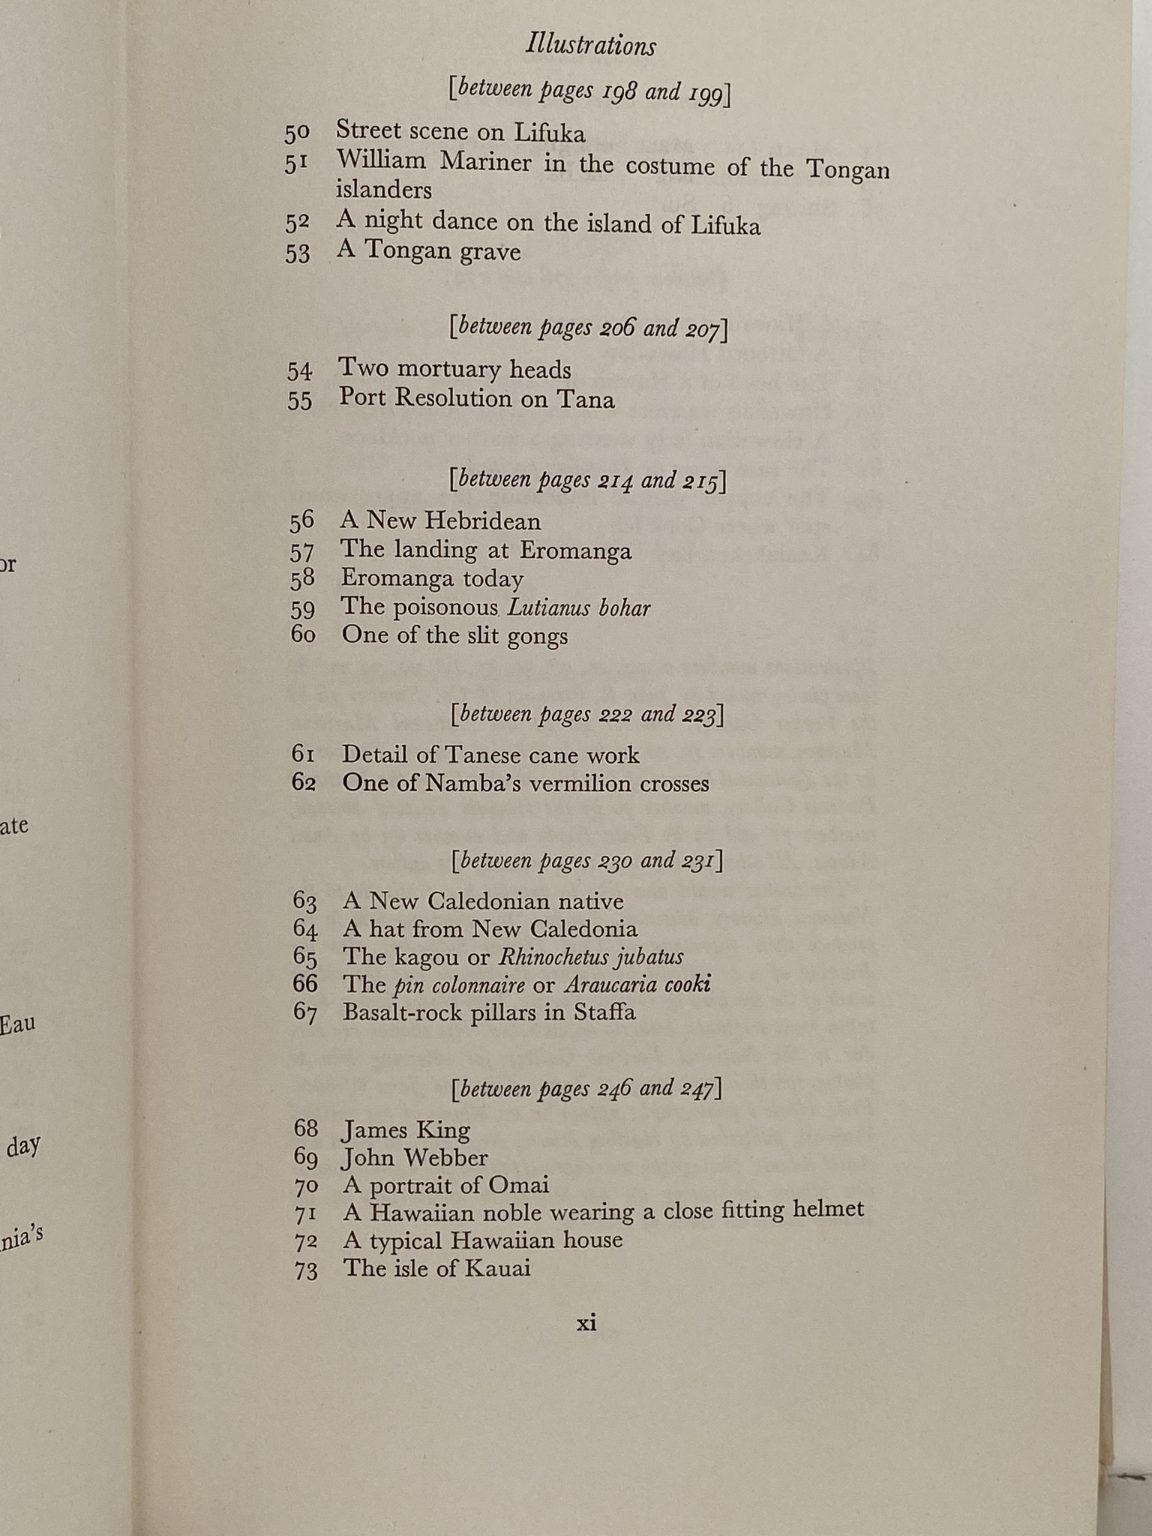 Illustrations
[between pages 198 and 199]
50 Street scene on Lifuka
51 William Mariner in the costume of the Tongan
islanders
52 A night dance on the island of Lifuka
53 A Tongan grave
[between pages 206 and 207]
54 Two mortuary heads
55 Port Resolution on Tana
[between pages 214 and 215]
56 A New Hebridean
57 The landing at Eromanga
58 Eromanga today
59 The poisonous Lutianus bohar
60 One of the slit gongs
[between pages 222 and 223]
61 Detail of Tanese cane work
62 One of Namba's vermilion crosses
[between pages 230 and 231]
63 A New Caledonian native
64 A hat from New Caledonia
65 The kagou or Rhinochetus jubatus
66 The pin colonnaire or Araucaria cooki
67 Basalt-rock pillars in Staffa
[between pages 246 and 247]
68 James King
69 John Webber
70 A portrait of Omai
71 A Hawaiian noble wearing a close fitting helmet
72 A typical Hawaiian house
73 The isle of Kauai
xi
or
ate
Eau
day
nia's